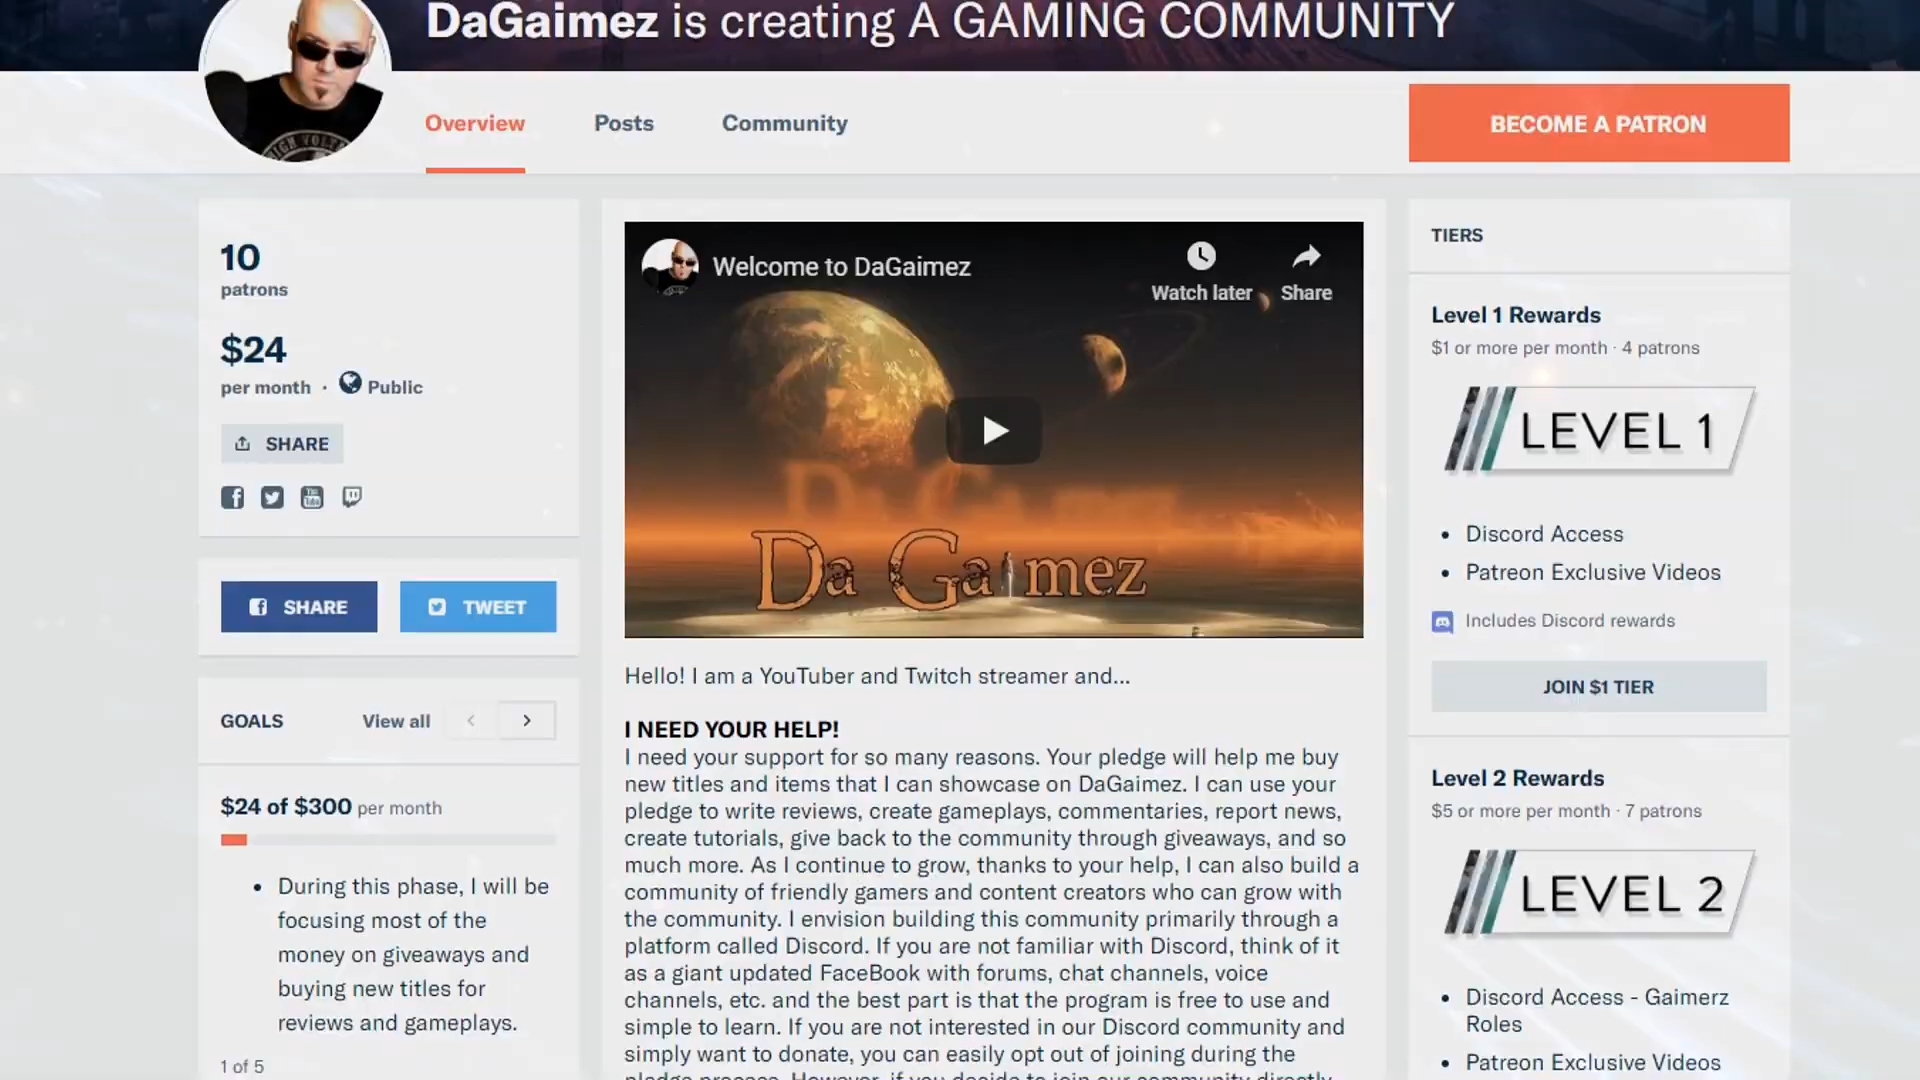 DaGaimez is creating A GAMING COMMUNITY
Overview
Posts
Community
BECOME A PATRON
10
patrons
$24
per month · Public
SHARE
SHARE
TWEET
GOALS
View all
$24 of $300 per month
• During this phase, I will be
focusing most of the
money on giveaways and
buying new titles for
reviews and gameplays.
1 of 5
Welcome to DaGaimez
Watch later
Share
Da Gaimez
Hello! I am a YouTuber and Twitch streamer and...
I NEED YOUR HELP!
I need your support for so many reasons. Your pledge will help me buy
new titles and items that I can showcase on DaGaimez. I can use your
pledge to write reviews, create gameplays, commentaries, report news,
create tutorials, give back to the community through giveaways, and so
much more. As I continue to grow, thanks to your help, I can also build a
community of friendly gamers and content creators who can grow with
the community. I envision building this community primarily through a
platform called Discord. If you are not familiar with Discord, think of it
as a giant updated FaceBook with forums, chat channels, voice
channels, etc. and the best part is that the program is free to use and
simple to learn. If you are not interested in our Discord community and
simply want to donate, you can easily opt out of joining during the
pledge process. However, if you decide to join our community directly
TIERS
Level 1 Rewards
$1 or more per month · 4 patrons
LEVEL 1
• Discord Access
• Patreon Exclusive Videos
Includes Discord rewards
JOIN $1 TIER
Level 2 Rewards
$5 or more per month · 7 patrons
LEVEL 2
• Discord Access - Gaimerz
Roles
• Patreon Exclusive Videos